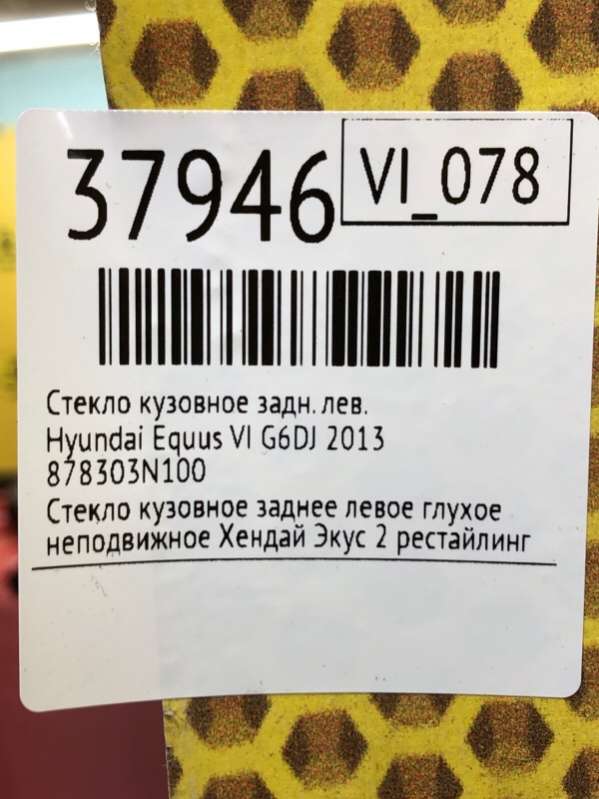 37946
VI_078
Стекло кузовное задн. лев.
Hyundai Equus VI G6DJ 2013
878303N100
Стекло кузовное заднее левое глухое
неподвижное Хендай Экус 2 рестайлинг